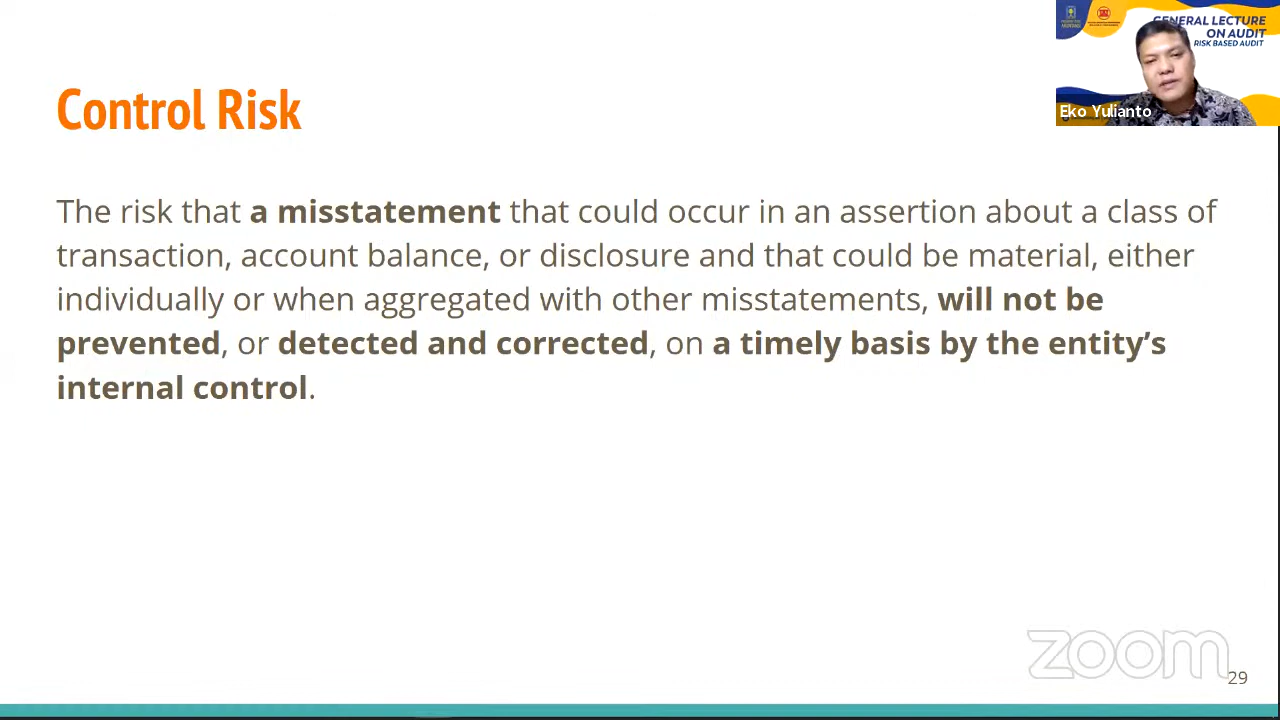 GENERAL LECTURE
ON AUDIT
RISK BASED AUDIT
Eko Yulianto
Control Risk
The risk that a misstatement that could occur in an assertion about a class of
transaction, account balance, or disclosure and that could be material, either
individually or when aggregated with other misstatements, will not be
prevented, or detected and corrected, on a timely basis by the entity’s
internal control.
zoom
29